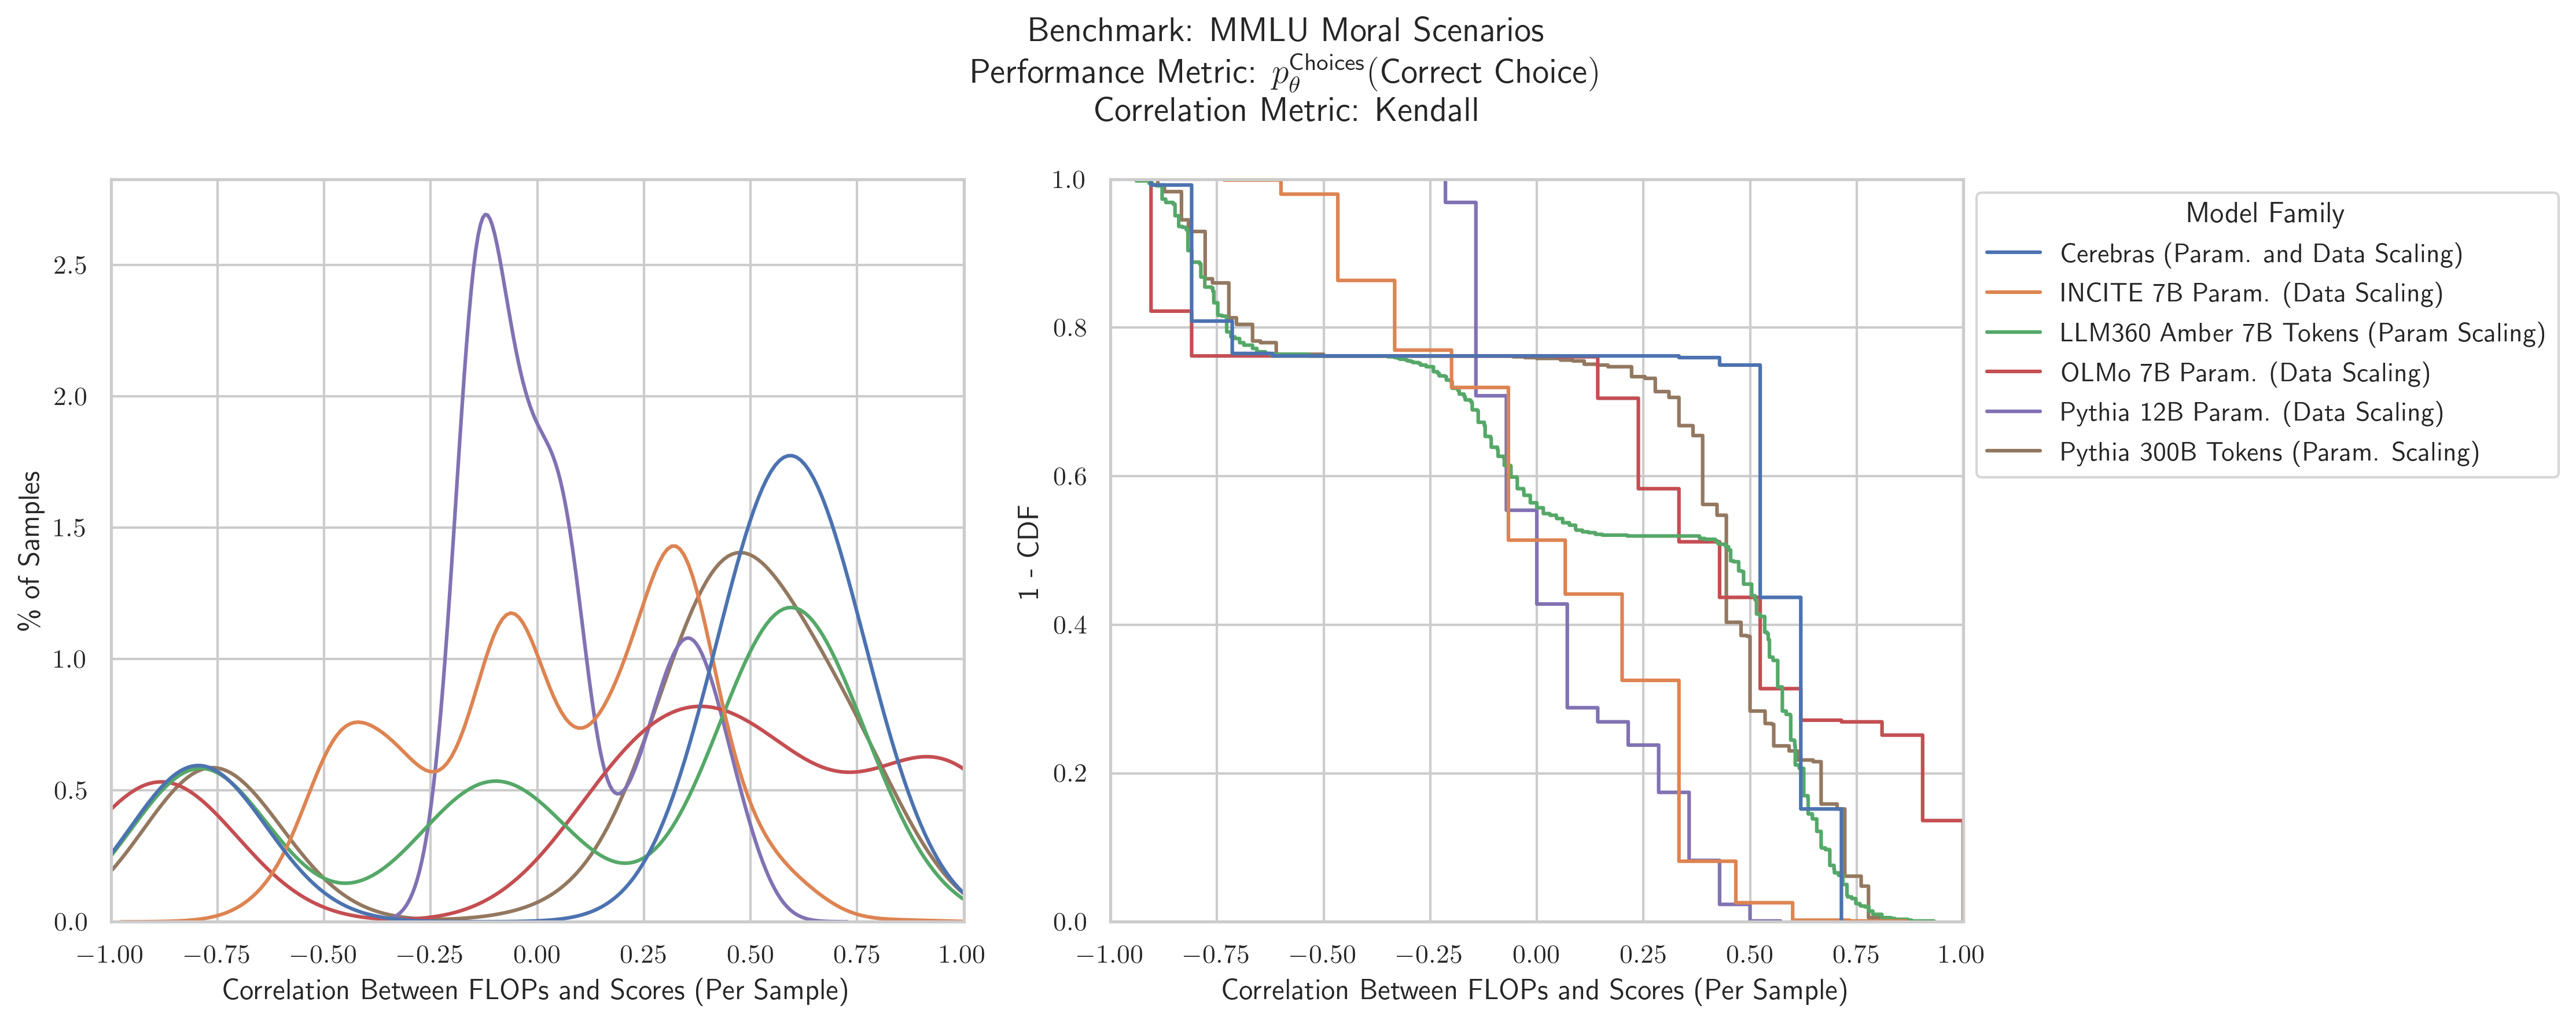 Benchmark: MMLU Moral Scenarios
Performance Metric: $p_\theta^{\text{Choices}}$(Correct Choice)
Correlation Metric: Kendall
% of Samples
2.5
2.0
1.5
1.0
0.5
0.0
−1.00 −0.75 −0.50 −0.25 0.00 0.25 0.50 0.75 1.00
Correlation Between FLOPs and Scores (Per Sample)
1 - CDF
1.0
0.8
0.6
0.4
0.2
0.0
−1.00 −0.75 −0.50 −0.25 0.00 0.25 0.50 0.75 1.00
Correlation Between FLOPs and Scores (Per Sample)
Model Family
Cerebras (Param. and Data Scaling)
INCITE 7B Param. (Data Scaling)
LLM360 Amber 7B Tokens (Param Scaling)
OLMo 7B Param. (Data Scaling)
Pythia 12B Param. (Data Scaling)
Pythia 300B Tokens (Param. Scaling)